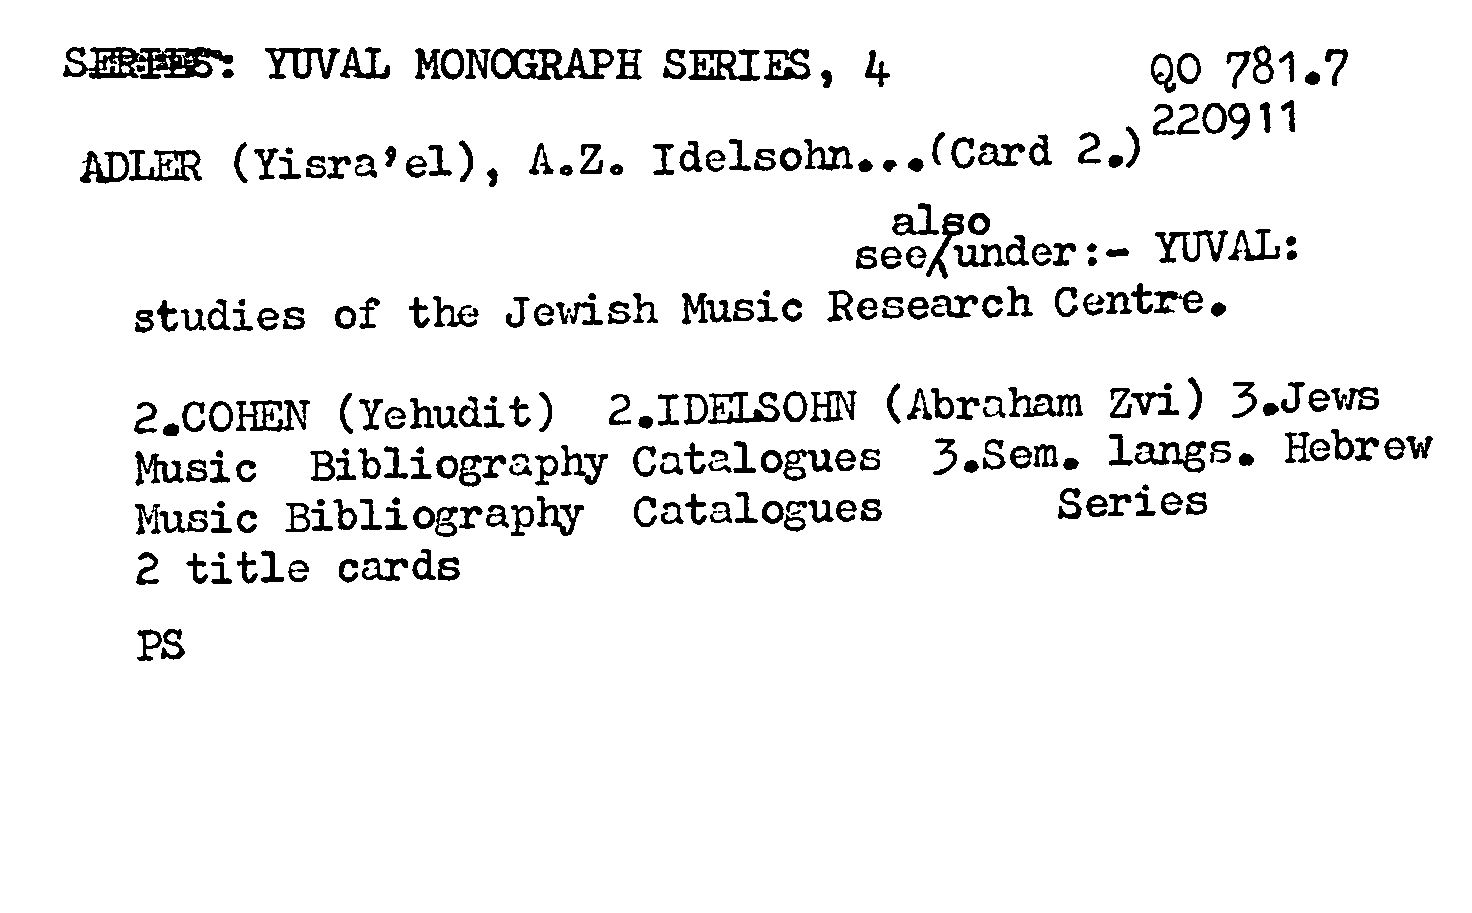 SERIES: YUVAL MONOGRAPH SERIES, 4 QO 781.7
220911
ADLER (Yisra'el), A.Z. Idelsohn...(Card 2.)
also
see/under:- YUVAL:
studies of the Jewish Music Research Centre.
2.COHEN (Yehudit) 2.IDELSOHN (Abraham Zvi) 3.Jews
Music Bibliography Catalogues 3.Sem. langs. Hebrew
Music Bibliography Catalogues Series
2 title cards
PS